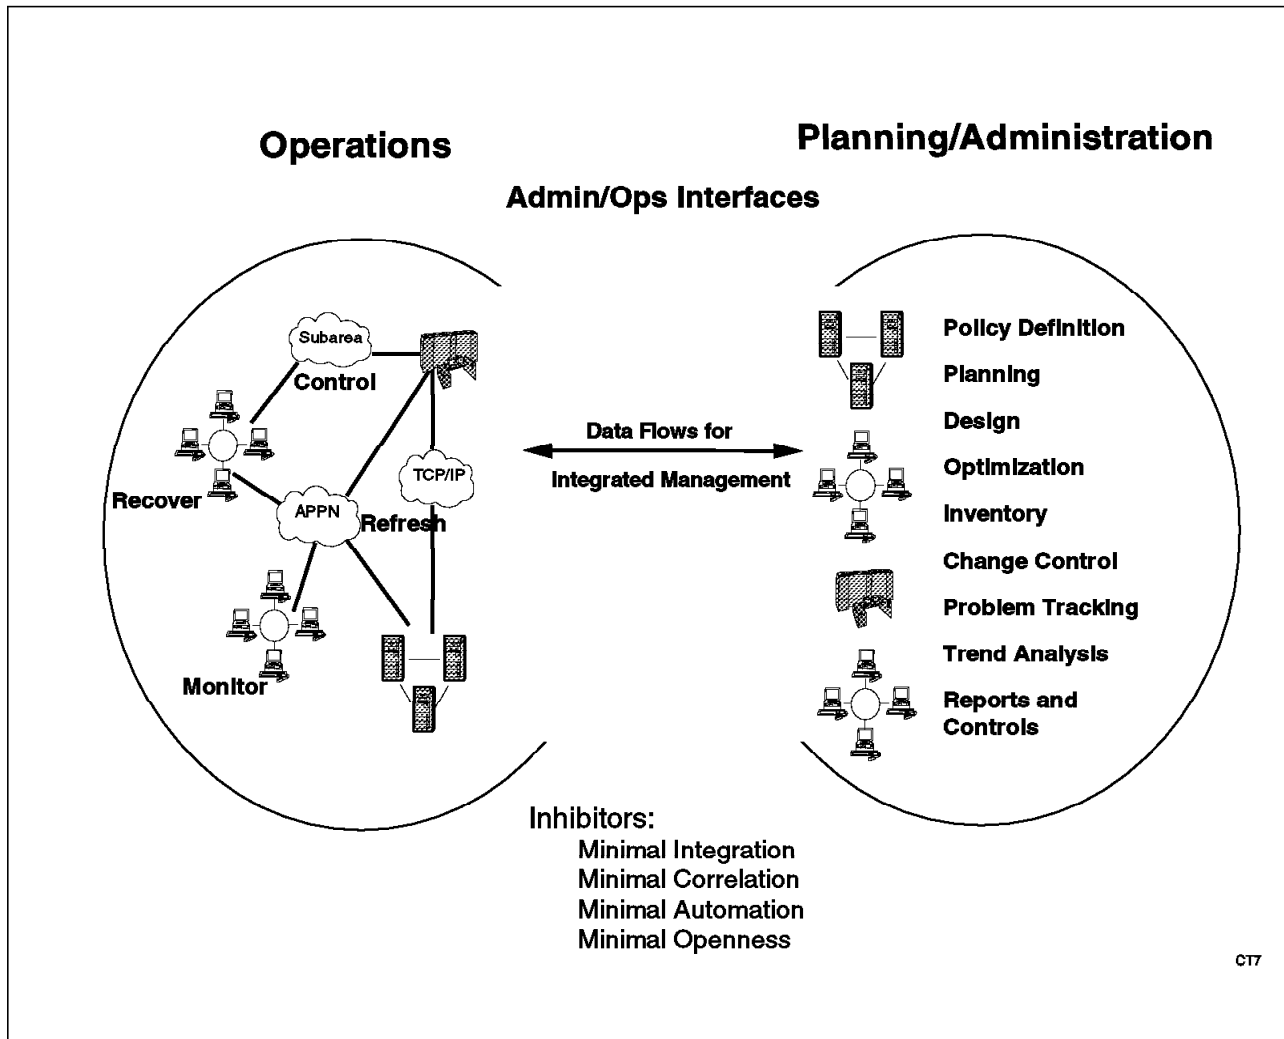 Operations
Planning/Administration
Admin/Ops Interfaces
Subarea
Control
Recover
TCP/IP
APPN
Refresh
Monitor
Data Flows for
Integrated Management
Policy Definition
Planning
Design
Optimization
Inventory
Change Control
Problem Tracking
Trend Analysis
Reports and
Controls
Inhibitors:
Minimal Integration
Minimal Correlation
Minimal Automation
Minimal Openness
CT7